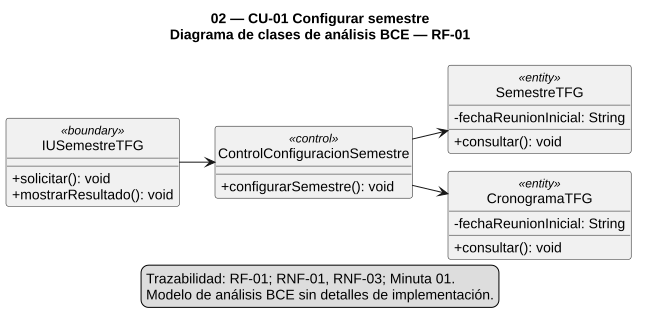 02 — CU-01 Configurar semestre
Diagrama de clases de análisis BCE — RF-01
«boundary»
IUSemestreTFG
+solicitar(): void
+mostrarResultado(): void
«control»
ControlConfiguracionSemestre
+configurarSemestre(): void
«entity»
SemestreTFG
-fechaReunionInicial: String
+consultar(): void
«entity»
CronogramaTFG
-fechaReunionInicial: String
+consultar(): void
Trazabilidad: RF-01; RNF-01, RNF-03; Minuta 01.
Modelo de análisis BCE sin detalles de implementación.